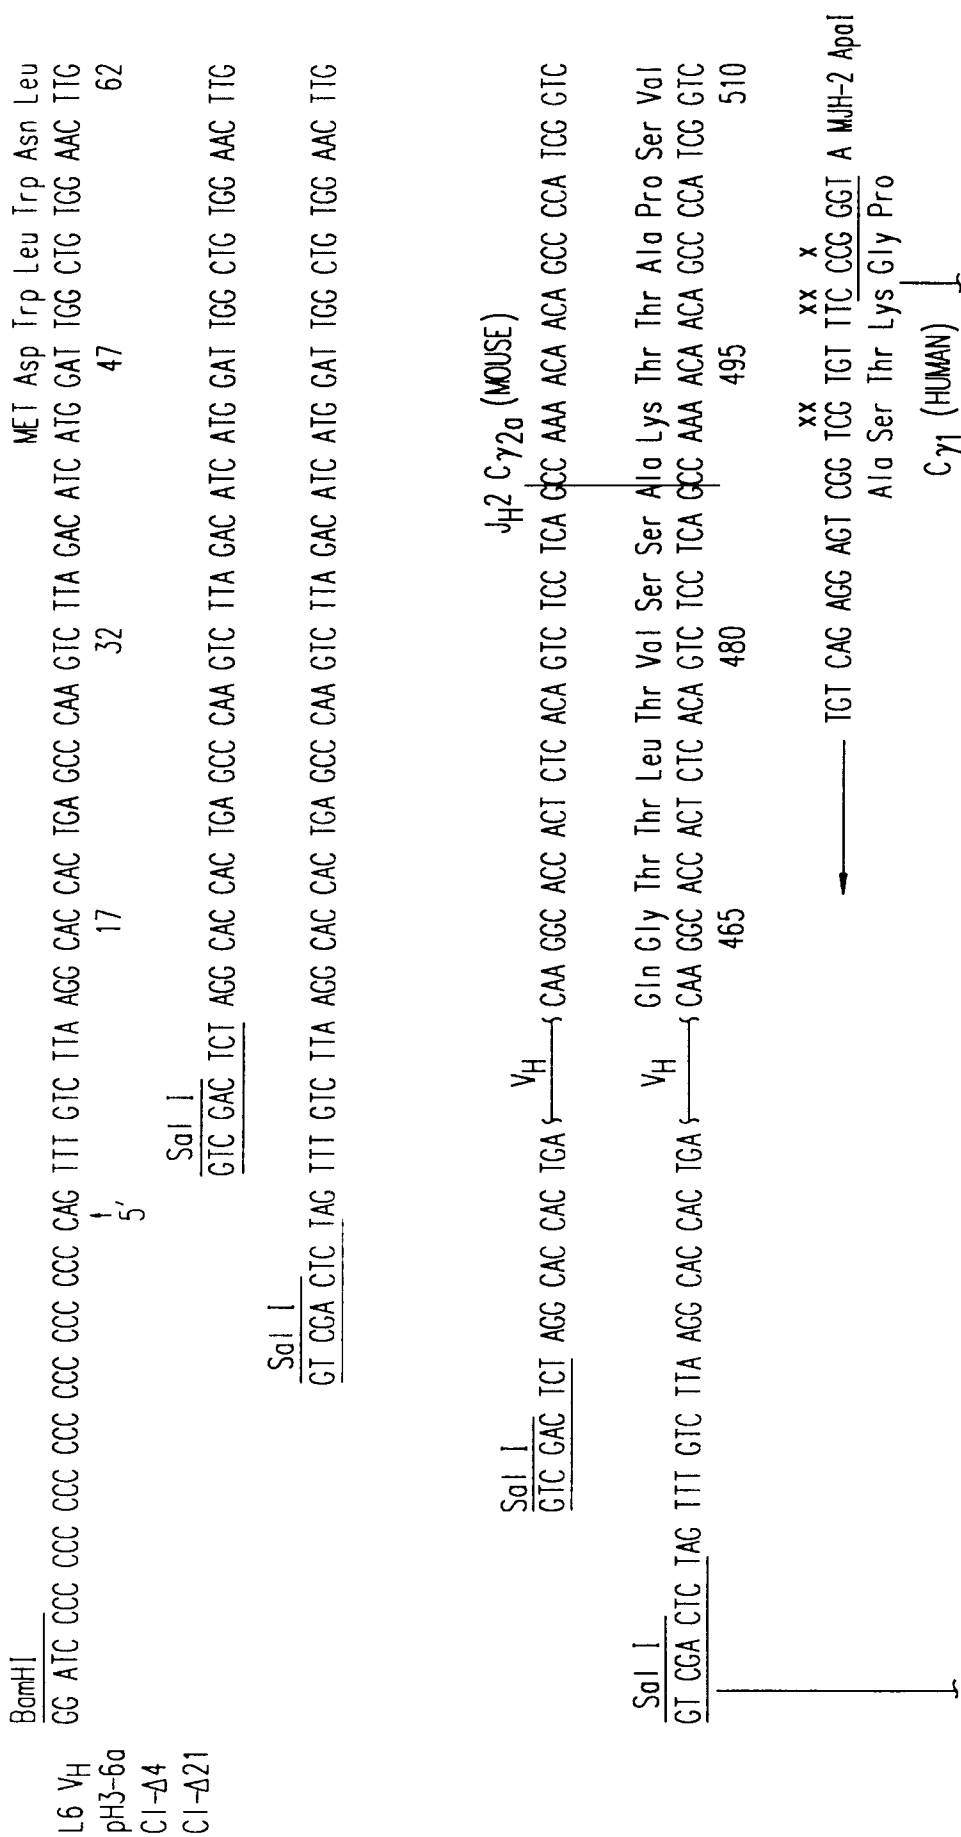 MET Asp Trp Leu Trp Asn Leu
BamHI
L6 VH GG ATC CCC CCC CCC CCC CCC CCC CAG TTT GTC TTA AGG CAC CAC TGA GCC CAA GTC TTA GAC ATC ATG GAT TGG CTG TGG AAC TTG
pH3-6a
5' 17 32 47 62
CI-Δ4
CI-Δ21
Sal I
GTC GAC TCT AGG CAC CAC TGA GCC CAA GTC TTA GAC ATC ATG GAT TGG CTG TGG AAC TTG
Sal I
GT CGA CTC TAG TTT GTC TTA AGG CAC CAC TGA GCC CAA GTC TTA GAC ATC ATG GAT TGG CTG TGG AAC TTG
JH2 Cγ2a (MOUSE)
Sal I VH
GTC GAC TCT AGG CAC CAC TGA CAA GGC ACC ACT CTC ACA GTC TCC TCA GCC AAA ACA ACA GCC CCA TCG GTC
Gln Gly Thr Thr Leu Thr Val Ser Ser Ala Lys Thr Thr Ala Pro Ser Val
Sal I VH
GT CGA CTC TAG TTT GTC TTA AGG CAC CAC TGA CAA GGC ACC ACT CTC ACA GTC TCC TCA GCC AAA ACA ACA GCC CCA TCG GTC
465 480 495 510
XX XX X
TGT CAG AGG AGT CGG TCG TGT TTC CCG GGT A MJH-2 ApaI
Ala Ser Thr Lys Gly Pro
Cγ1 (HUMAN)